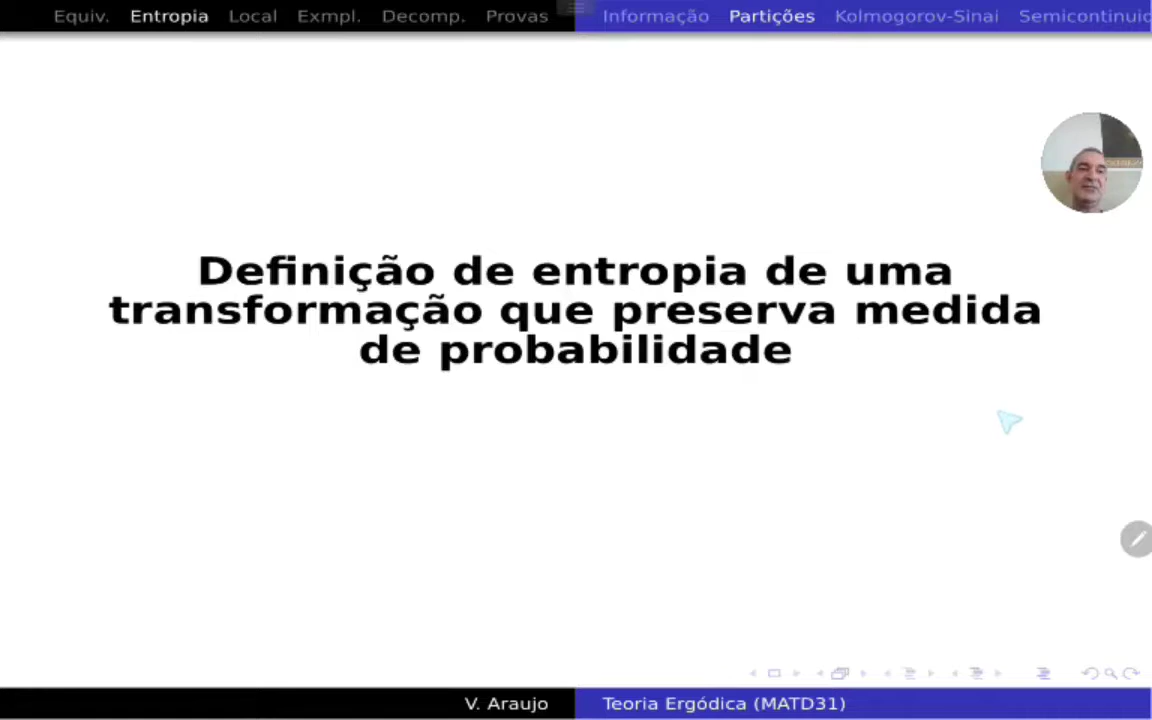 Equiv. Entropia Local Exmpl. Decomp. Provas Informação Partições Kolmogorov-Sinai
Definição de entropia de uma
transformação que preserva medida
de probabilidade
V. Araujo Teoria Ergódica (MATD31)